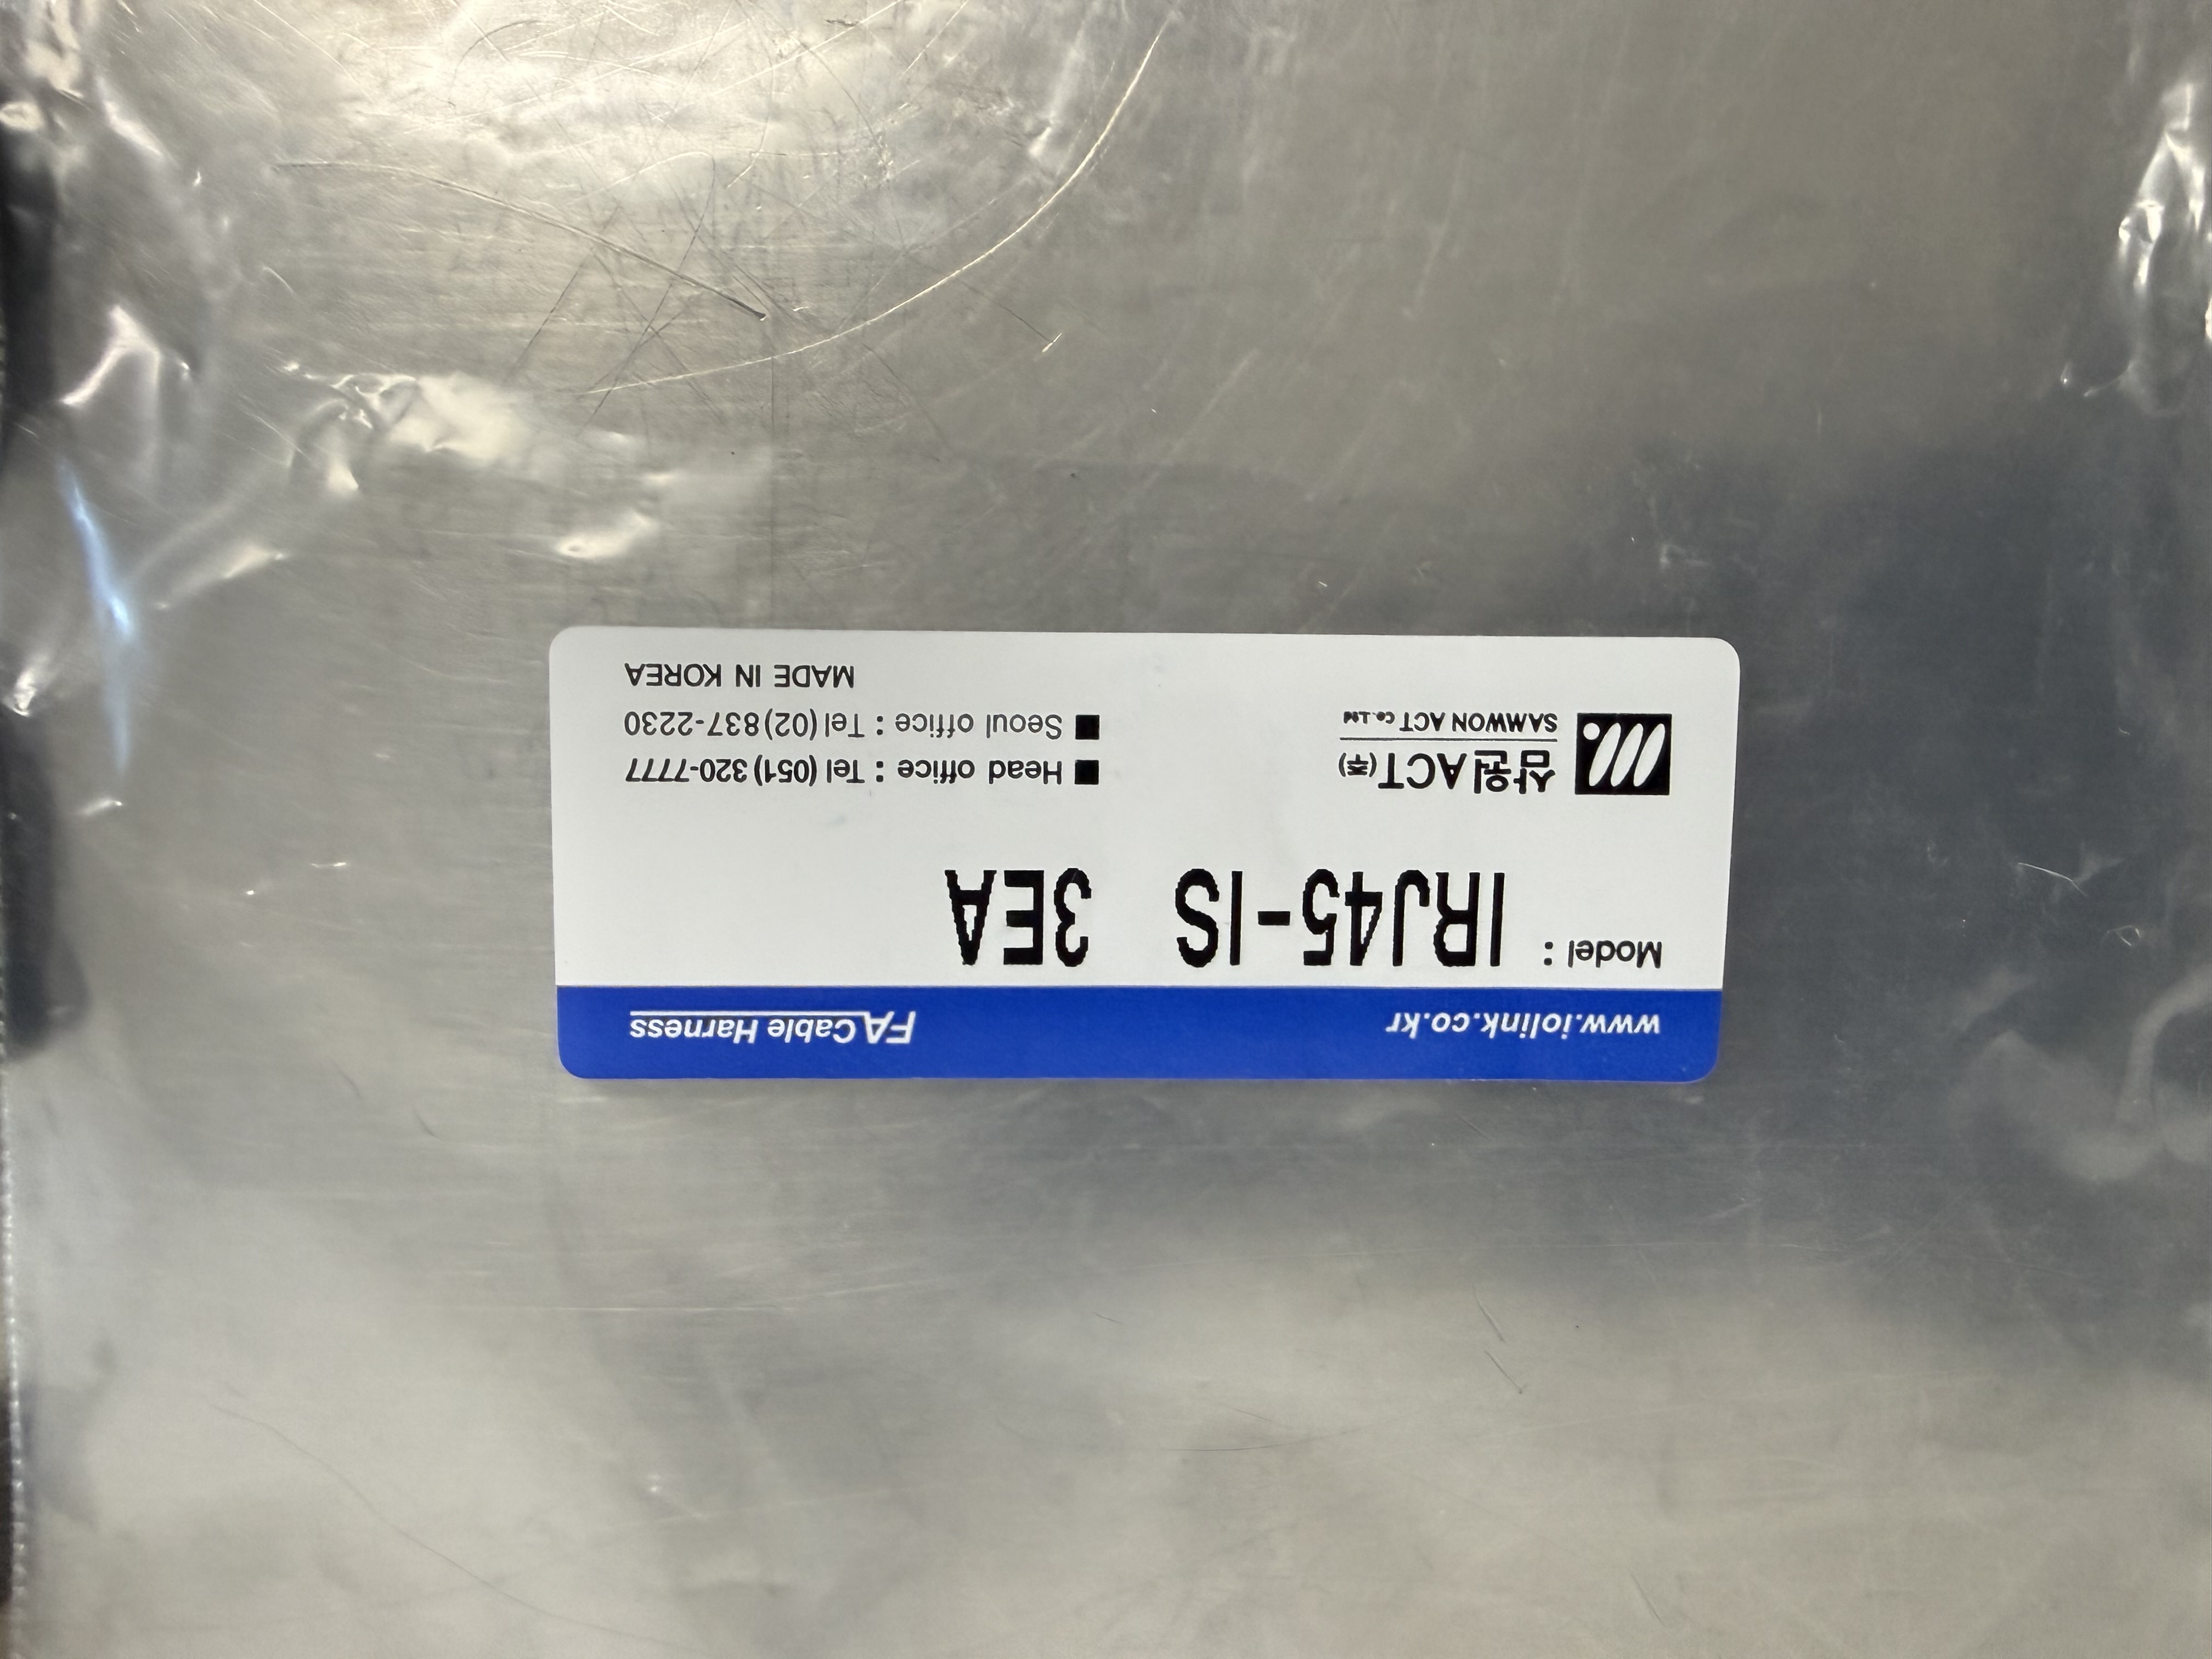 www.iolink.co.kr
FA Cable Harness
Model : IRJ45-IS 3EA
삼원ACT(주)
SAMWON ACT Co.,Ltd
■ Head office : Tel (051) 320-7777
■ Seoul office : Tel (02) 837-2230
MADE IN KOREA